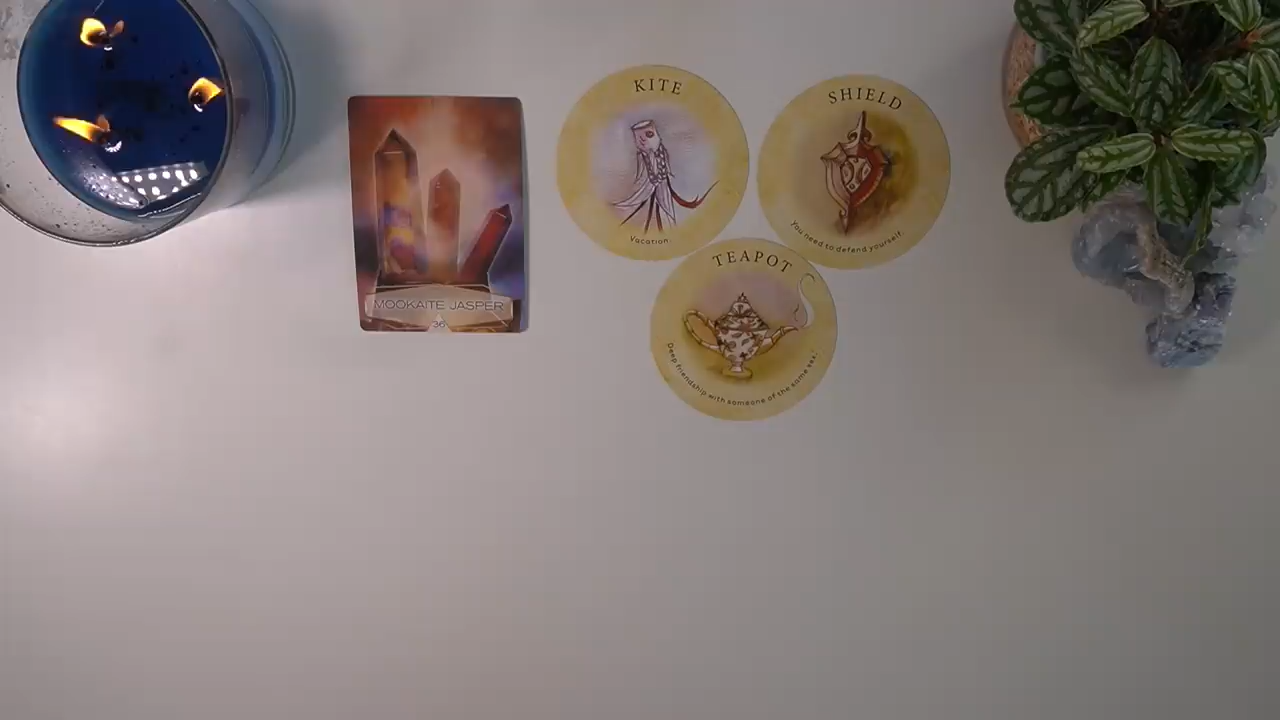 MOOKAITE JASPER
36
KITE
Vacation.
SHIELD
You need to defend yourself.
TEAPOT
Deep friendship with someone of the same sex.